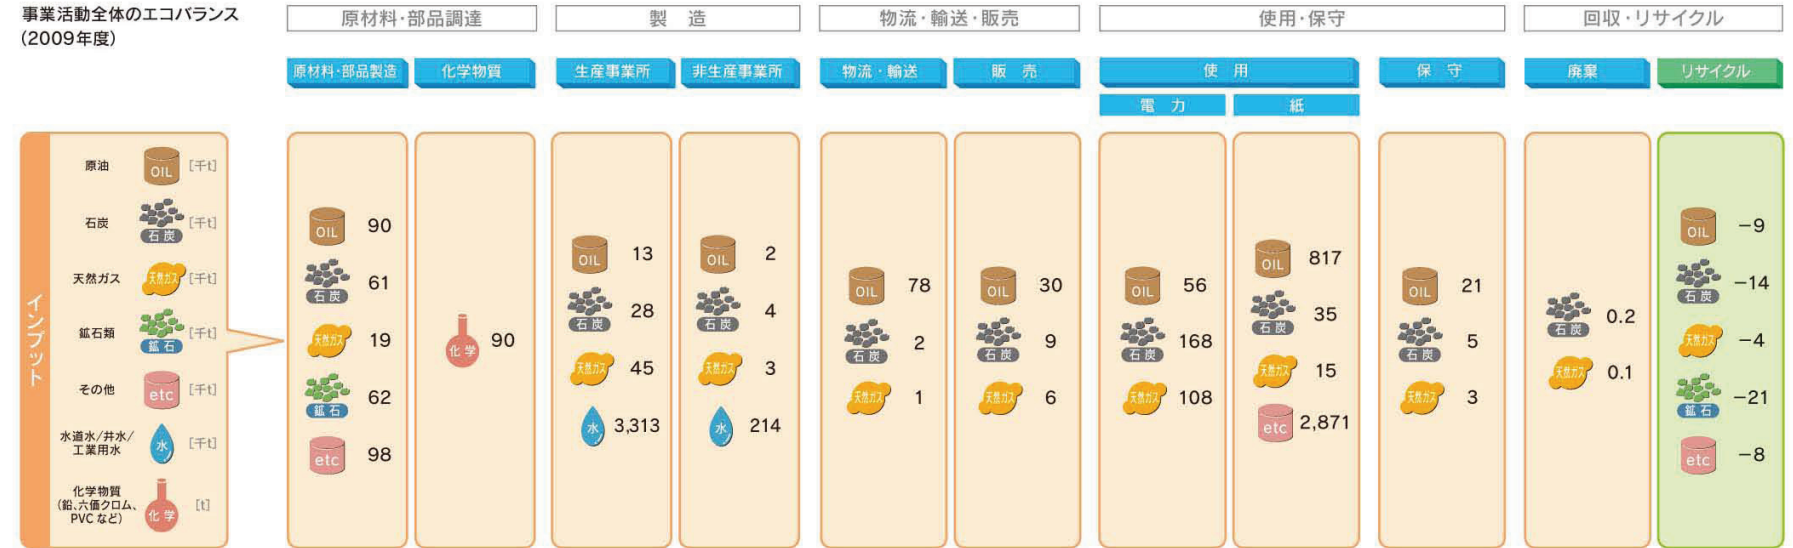 事業活動全体のエコバランス
(2009年度)
原材料・部品調達
製 造
物流・輸送・販売
使用・保守
回収・リサイクル
原材料・部品製造
化学物質
生産事業所
非生産事業所
物流・輸送
販 売
使 用
保 守
廃棄
リサイクル
電 力
紙
インプット
原油 OIL [千t]
石炭 石炭 [千t]
天然ガス 天然ガス [千t]
鉱石類 鉱石 [千t]
その他 etc [千t]
水道水/井水/
工業用水 水 [千t]
化学物質
(鉛、六価クロム、
PVC など) 化学 [t]
OIL 90
石炭 61
天然ガス 19
鉱石 62
etc 98
化学 90
OIL 13
石炭 28
天然ガス 45
水 3,313
OIL 2
石炭 4
天然ガス 3
水 214
OIL 78
石炭 2
天然ガス 1
OIL 30
石炭 9
天然ガス 6
OIL 56
石炭 168
天然ガス 108
OIL 817
石炭 35
天然ガス 15
etc 2,871
OIL 21
石炭 5
天然ガス 3
石炭 0.2
天然ガス 0.1
OIL −9
石炭 −14
天然ガス −4
鉱石 −21
etc −8